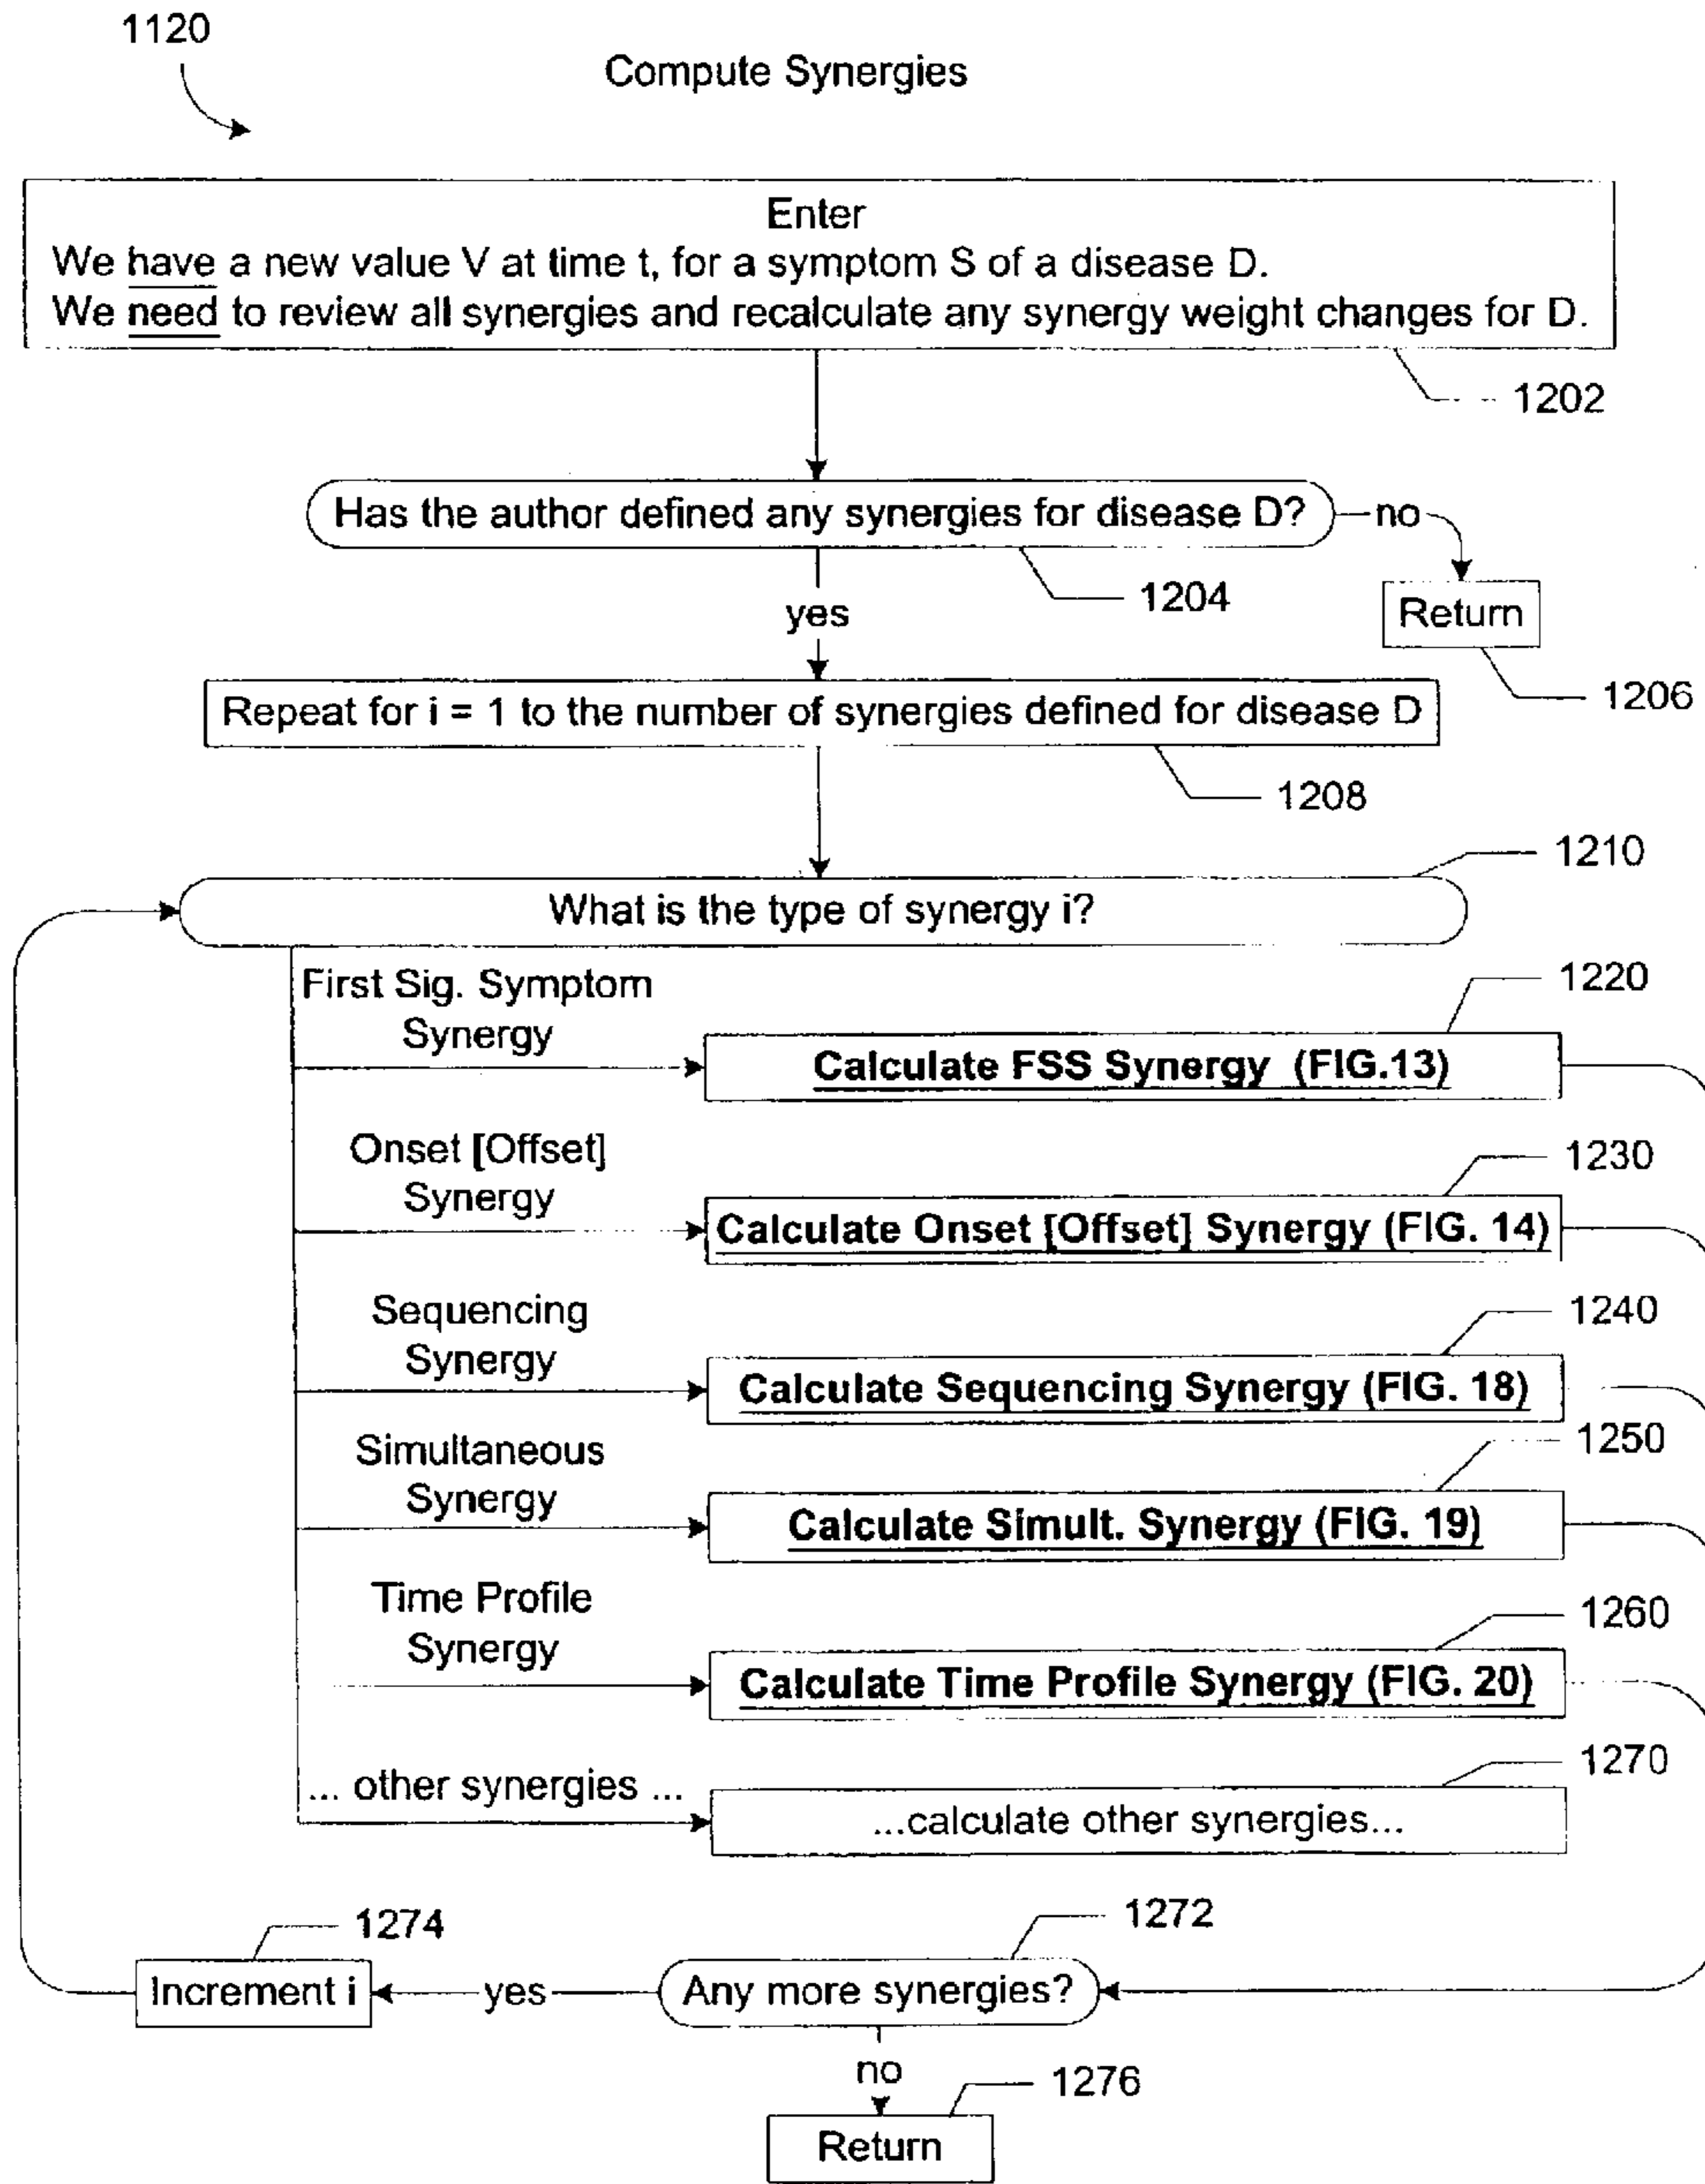 1120
Compute Synergies
Enter
We have a new value V at time t, for a symptom S of a disease D.
We need to review all synergies and recalculate any synergy weight changes for D.
1202
Has the author defined any synergies for disease D?
no
1204
yes
Return
1206
Repeat for i = 1 to the number of synergies defined for disease D
1208
1210
What is the type of synergy i?
First Sig. Symptom
Synergy
1220
Calculate FSS Synergy (FIG.13)
Onset [Offset]
Synergy
1230
Calculate Onset [Offset] Synergy (FIG. 14)
Sequencing
Synergy
1240
Calculate Sequencing Synergy (FIG. 18)
Simultaneous
Synergy
1250
Calculate Simult. Synergy (FIG. 19)
Time Profile
Synergy
1260
Calculate Time Profile Synergy (FIG. 20)
... other synergies ...
1270
...calculate other synergies...
1274
1272
Increment i
yes
Any more synergies?
no
1276
Return